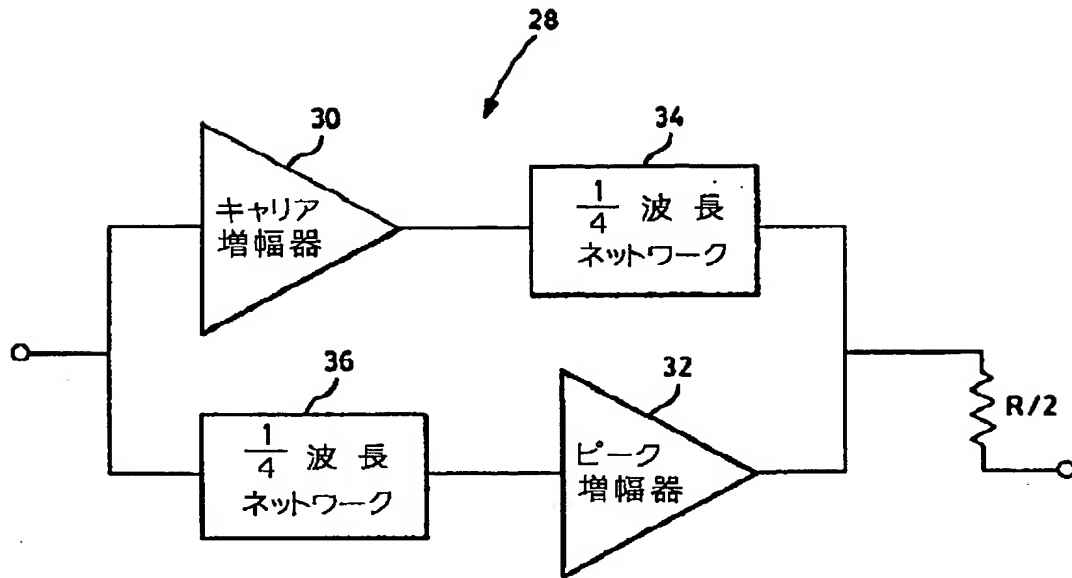 28
30
キャリア
増幅器
34
1/4 波長
ネットワーク
36
1/4 波長
ネットワーク
32
ピーク
増幅器
R/2